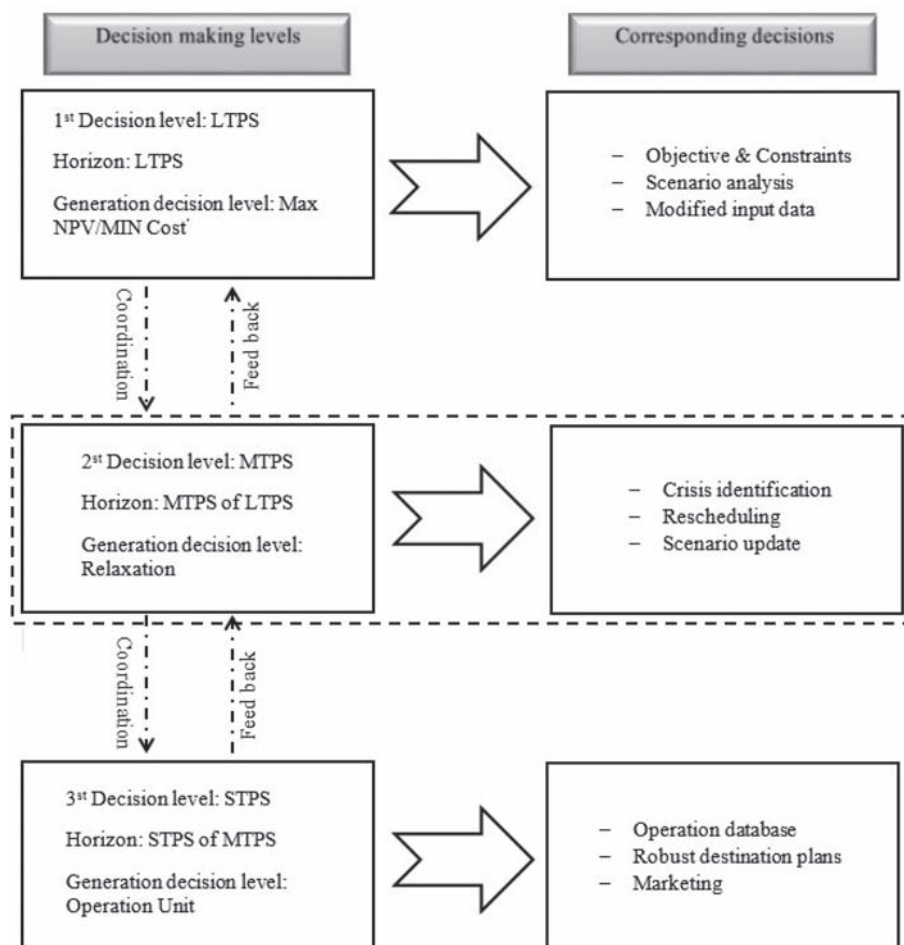 Decision making levels
Corresponding decisions
1st Decision level: LTPS
Horizon: LTPS
Generation decision level: Max
NPV/MIN Cost
– Objective & Constraints
– Scenario analysis
– Modified input data
Coordination
Feed back
2st Decision level: MTPS
Horizon: MTPS of LTPS
Generation decision level:
Relaxation
– Crisis identification
– Rescheduling
– Scenario update
Coordination
Feed back
3st Decision level: STPS
Horizon: STPS of MTPS
Generation decision level:
Operation Unit
– Operation database
– Robust destination plans
– Marketing